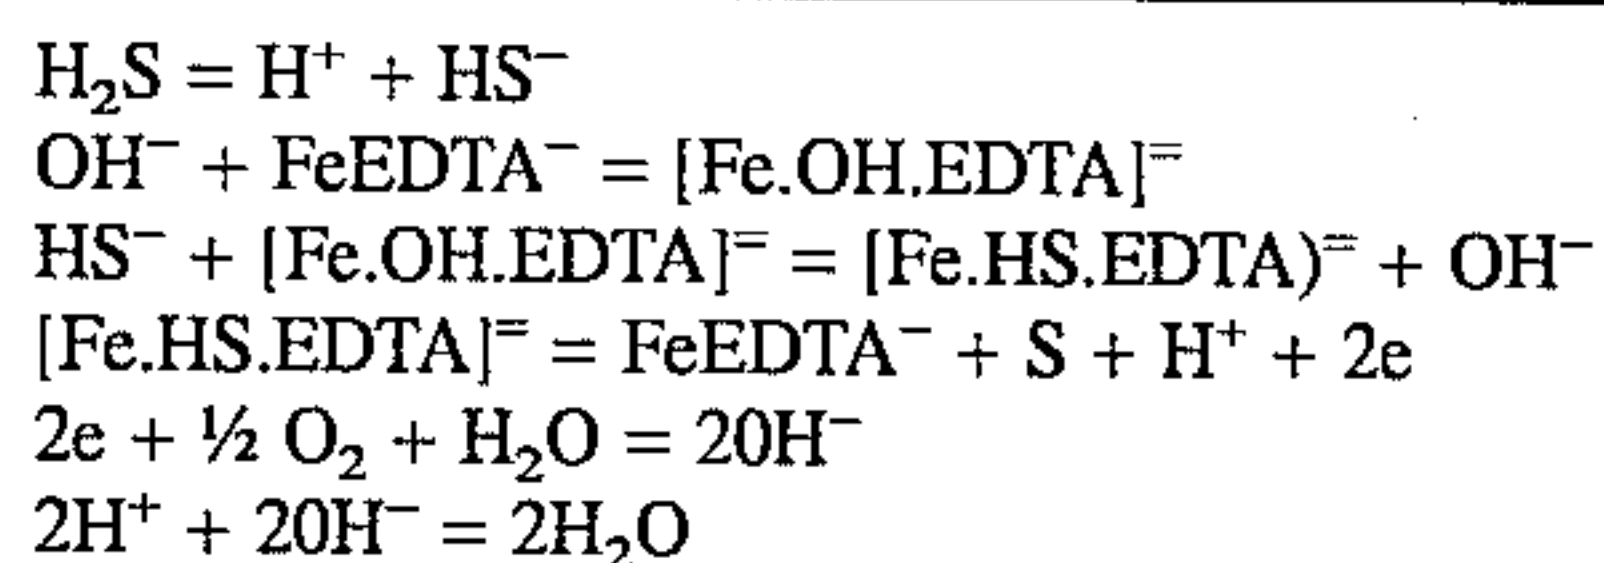 H₂S = H⁺ + HS⁻
OH⁻ + FeEDTA⁻ = [Fe.OH.EDTA]⁼
HS⁻ + [Fe.OH.EDTA]⁼ = [Fe.HS.EDTA)⁼ + OH⁻
[Fe.HS.EDTA]⁼ = FeEDTA⁻ + S + H⁺ + 2e
2e + ½ O₂ + H₂O = 20H⁻
2H⁺ + 20H⁻ = 2H₂O